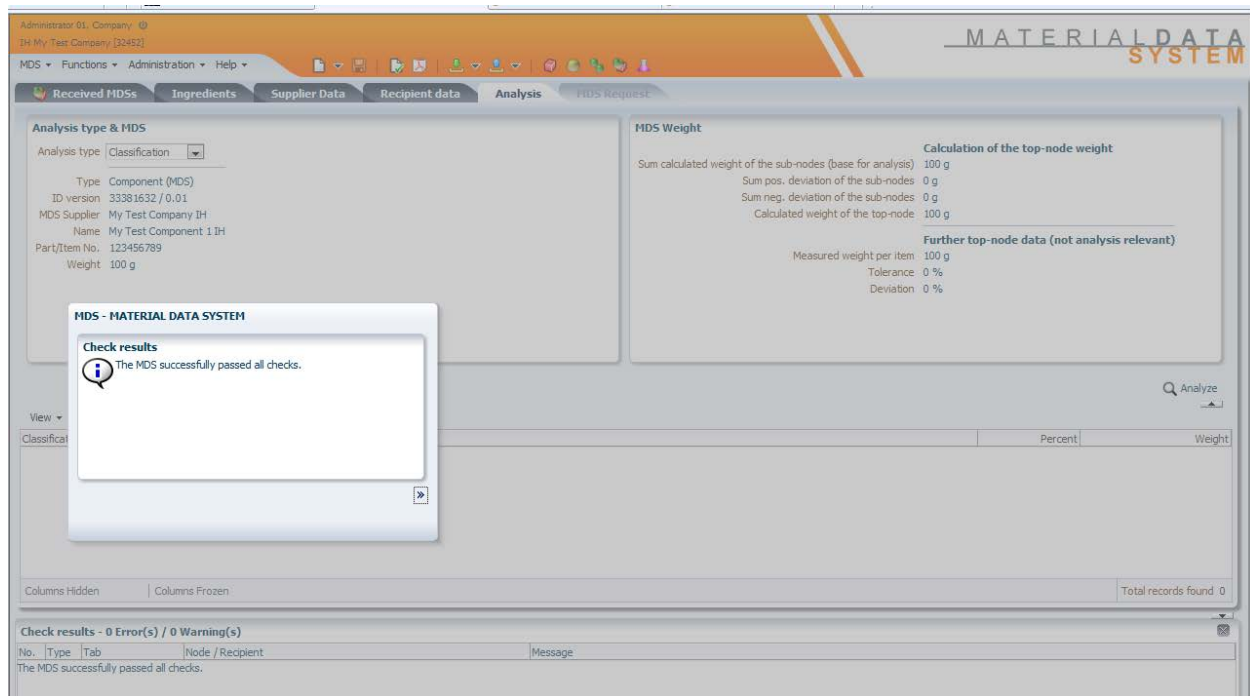 Administrator 01, Company
IH My Test Company [32452]
MATERIALDATA
SYSTEM
MDS Functions Administration Help
Received MDSs Ingredients Supplier Data Recipient data Analysis MDS Request
Analysis type & MDS
Analysis type Classification
Type Component (MDS)
ID version 33381632 / 0.01
MDS Supplier My Test Company IH
Name My Test Component 1 IH
Part/Item No. 123456789
Weight 100 g
MDS Weight
Calculation of the top-node weight
Sum calculated weight of the sub-nodes (base for analysis) 100 g
Sum pos. deviation of the sub-nodes 0 g
Sum neg. deviation of the sub-nodes 0 g
Calculated weight of the top-node 100 g
Further top-node data (not analysis relevant)
Measured weight per item 100 g
Tolerance 0 %
Deviation 0 %
MDS - MATERIAL DATA SYSTEM
Check results
The MDS successfully passed all checks.
Analyze
View
Classificat Percent Weight
Columns Hidden Columns Frozen Total records found 0
Check results - 0 Error(s) / 0 Warning(s)
No. Type Tab Node / Recipient Message
The MDS successfully passed all checks.